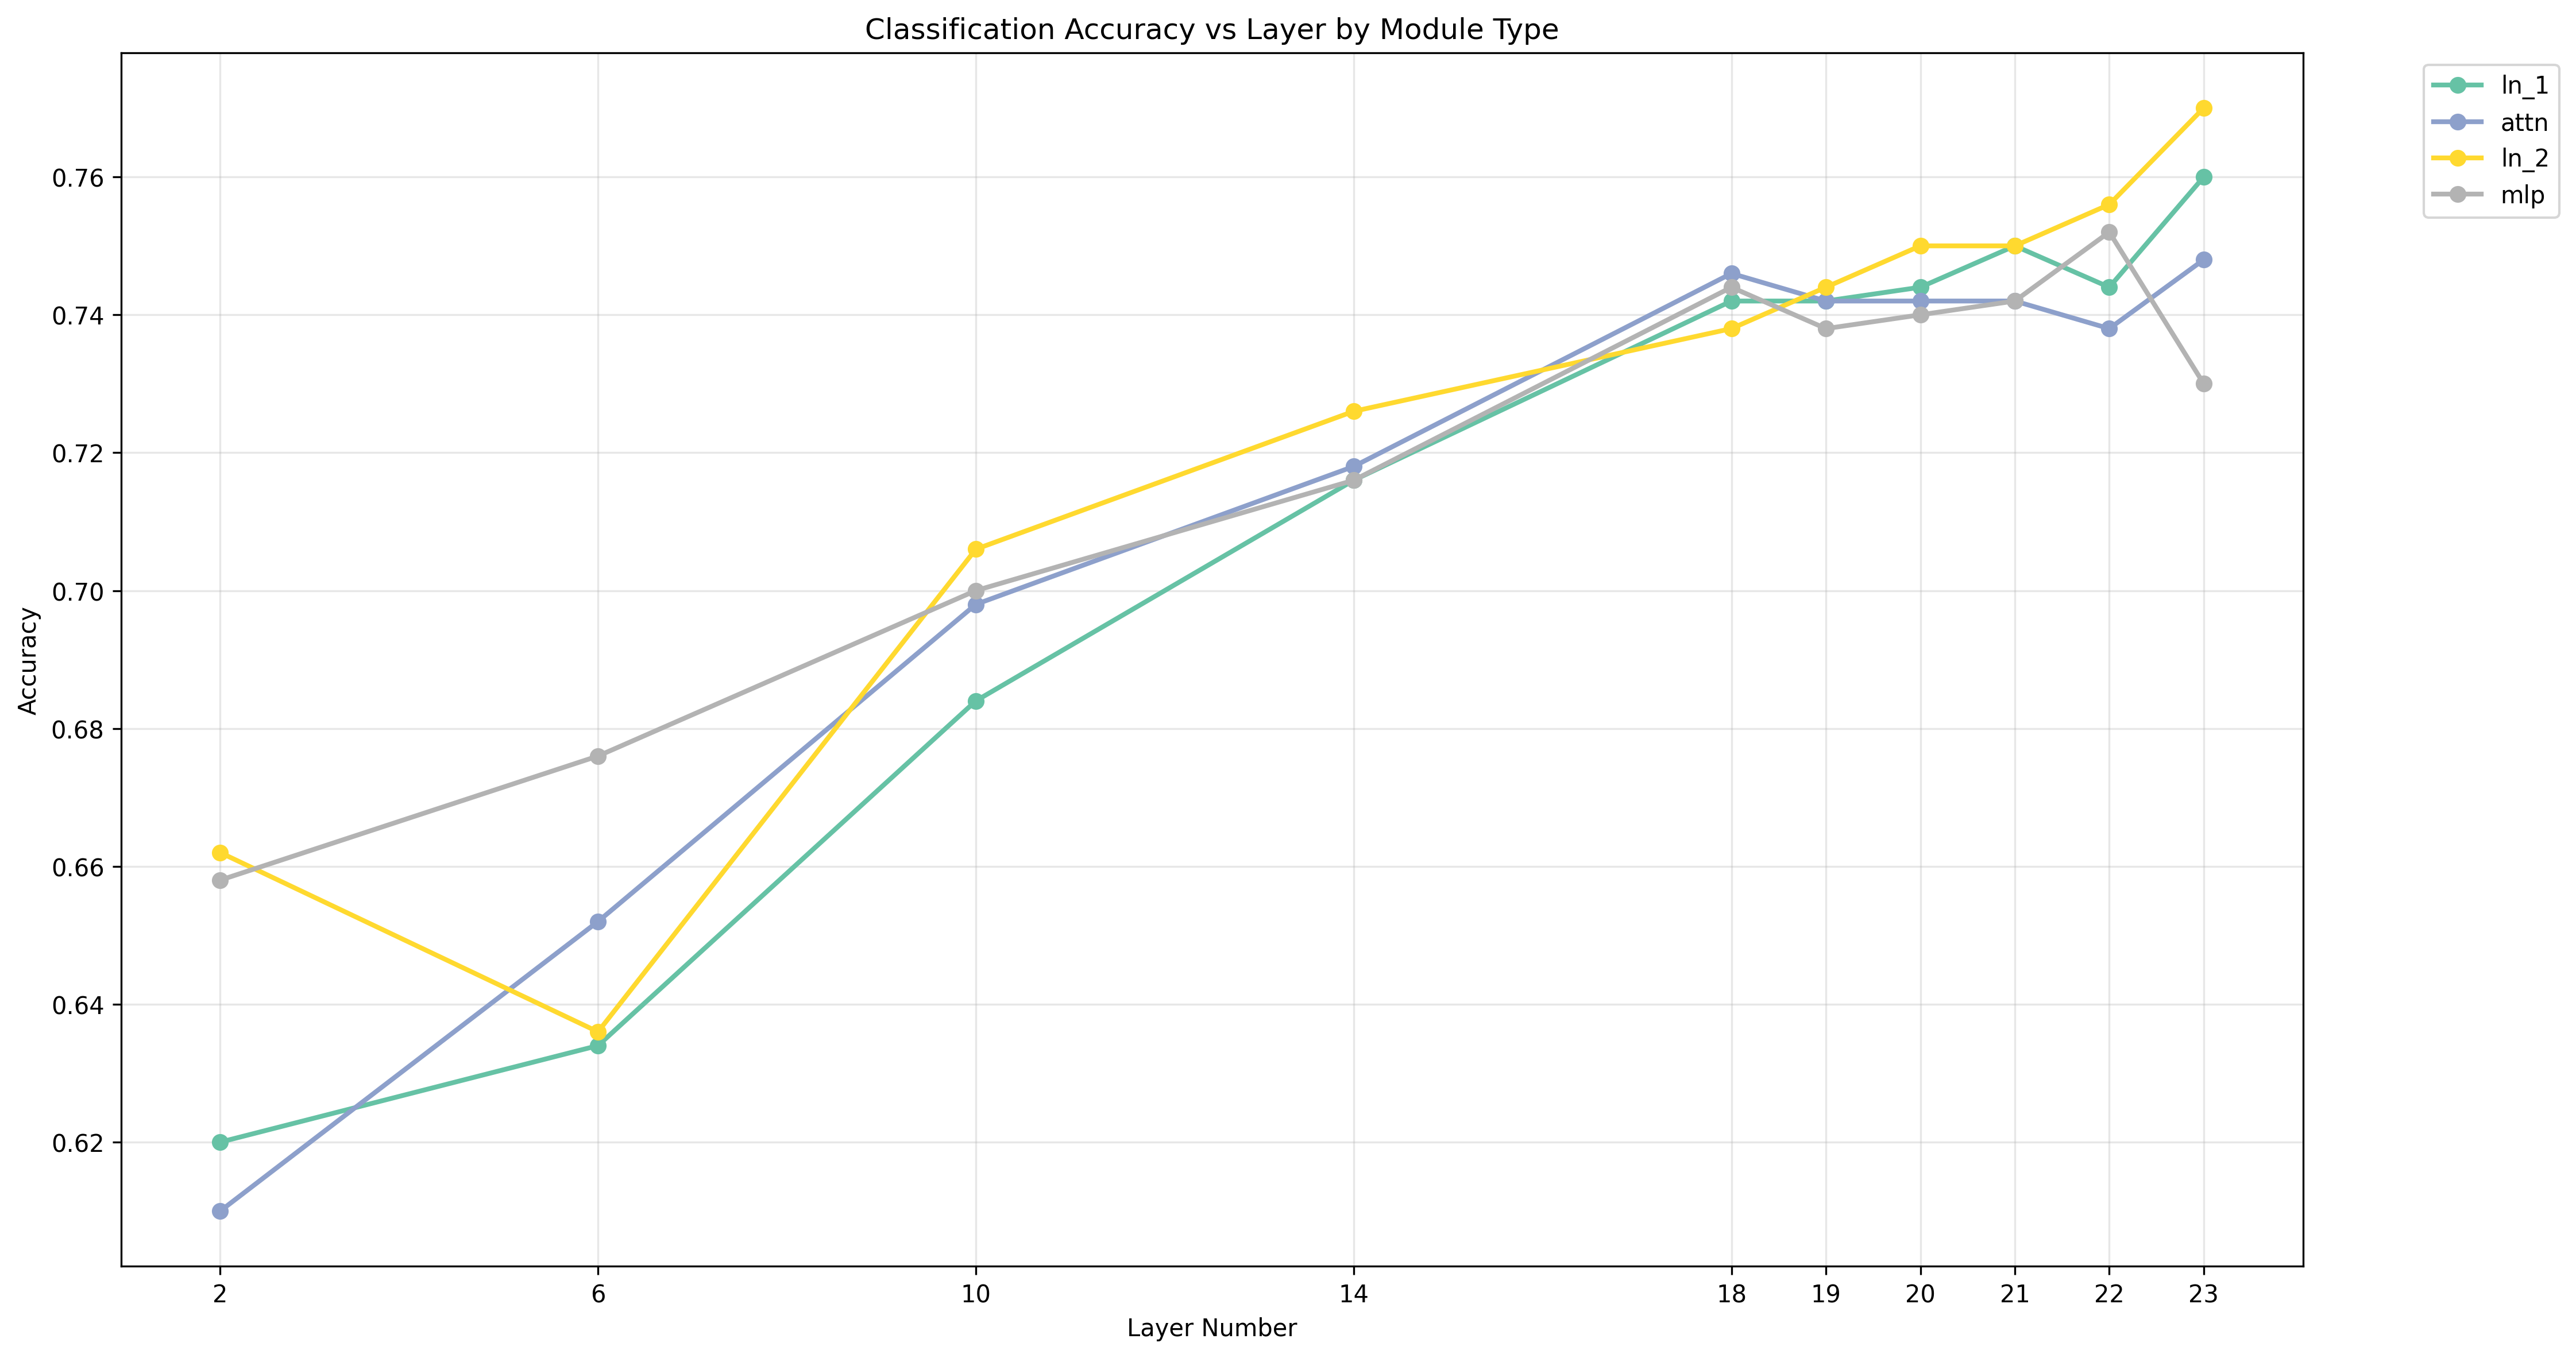 Classification Accuracy vs Layer by Module Type
ln_1
attn
ln_2
mlp
0.76
0.74
0.72
0.70
0.68
0.66
0.64
0.62
Accuracy
2 6 10 14 18 19 20 21 22 23
Layer Number